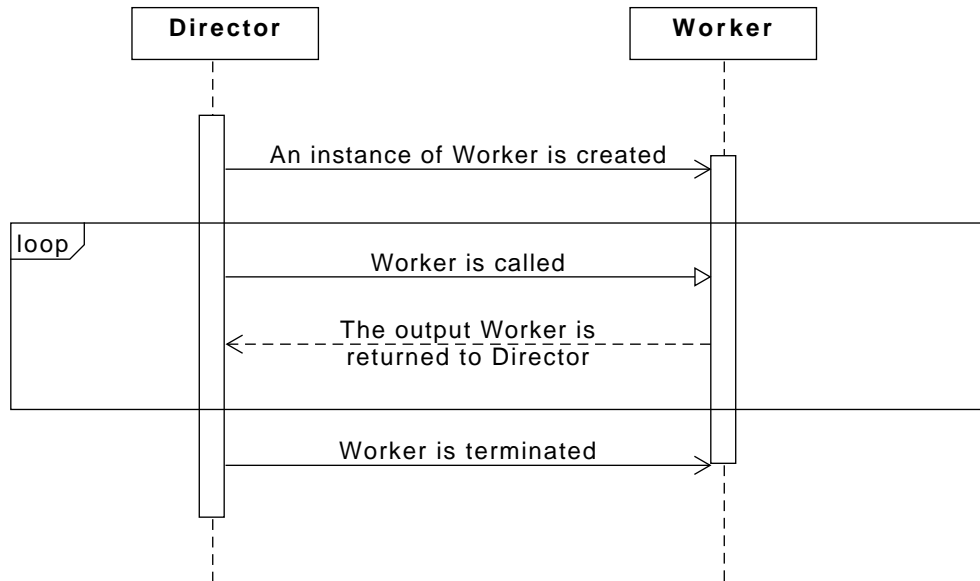 Director
Worker
An instance of Worker is created
loop
Worker is called
The output Worker is
returned to Director
Worker is terminated